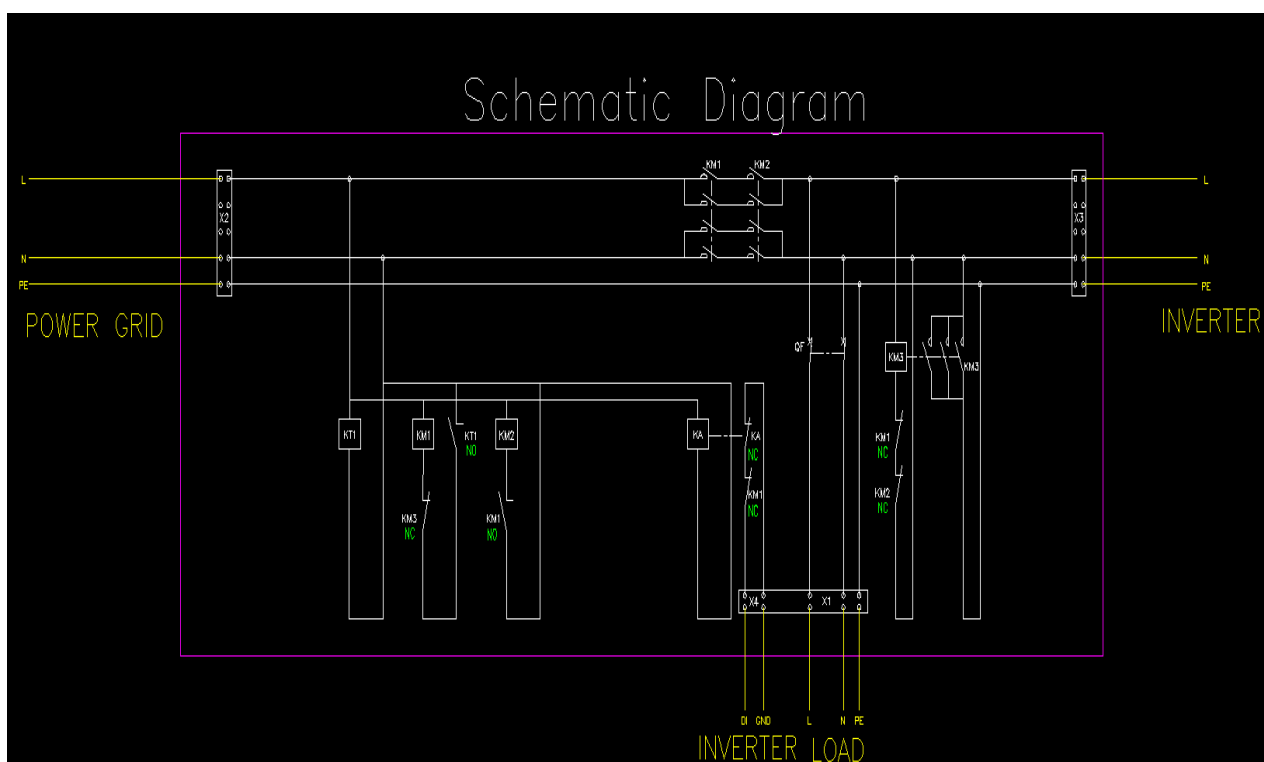 Schematic Diagram
KM1 KM2
L L
X2 X3
N N
PE PE
POWER GRID INVERTER
QF KM3 KM3
KT1 KM1 KT1 KM2 KA KA KM1
NO NC NC
KM2
KM3 KM1 KM1 NC
NC NO NC
X4 X1
DI GND L N PE
INVERTER LOAD